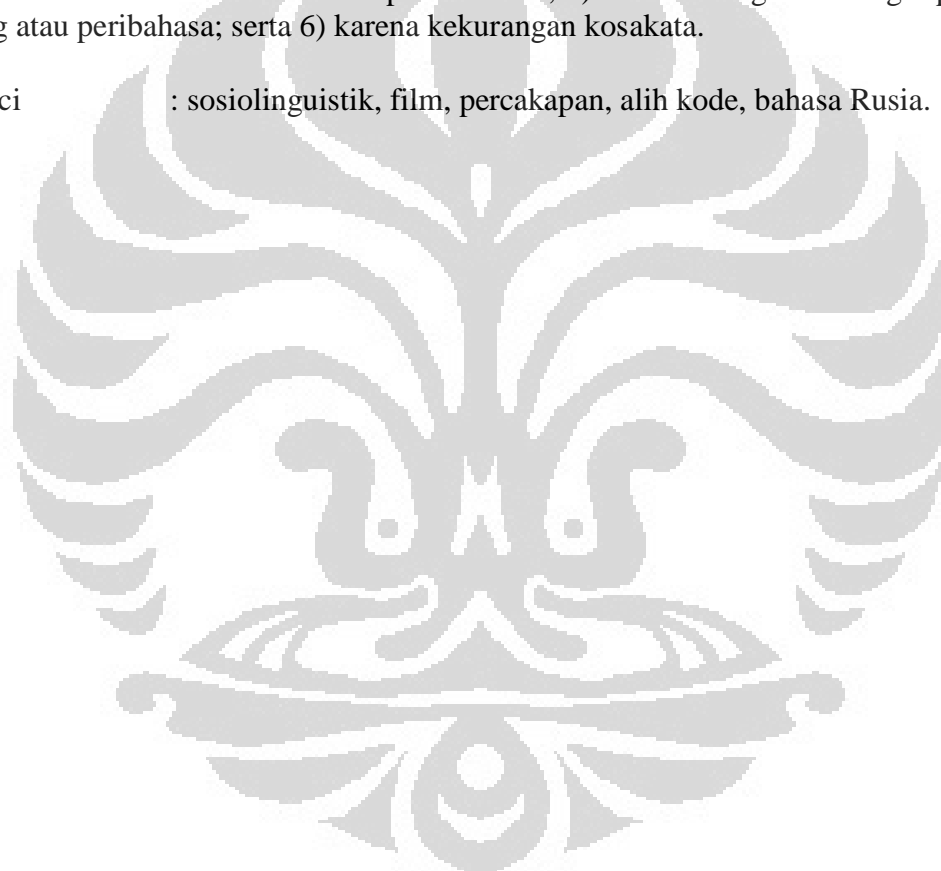 g atau peribahasa; serta 6) karena kekurangan kosakata.
ci : sosiolinguistik, film, percakapan, alih kode, bahasa Rusia.